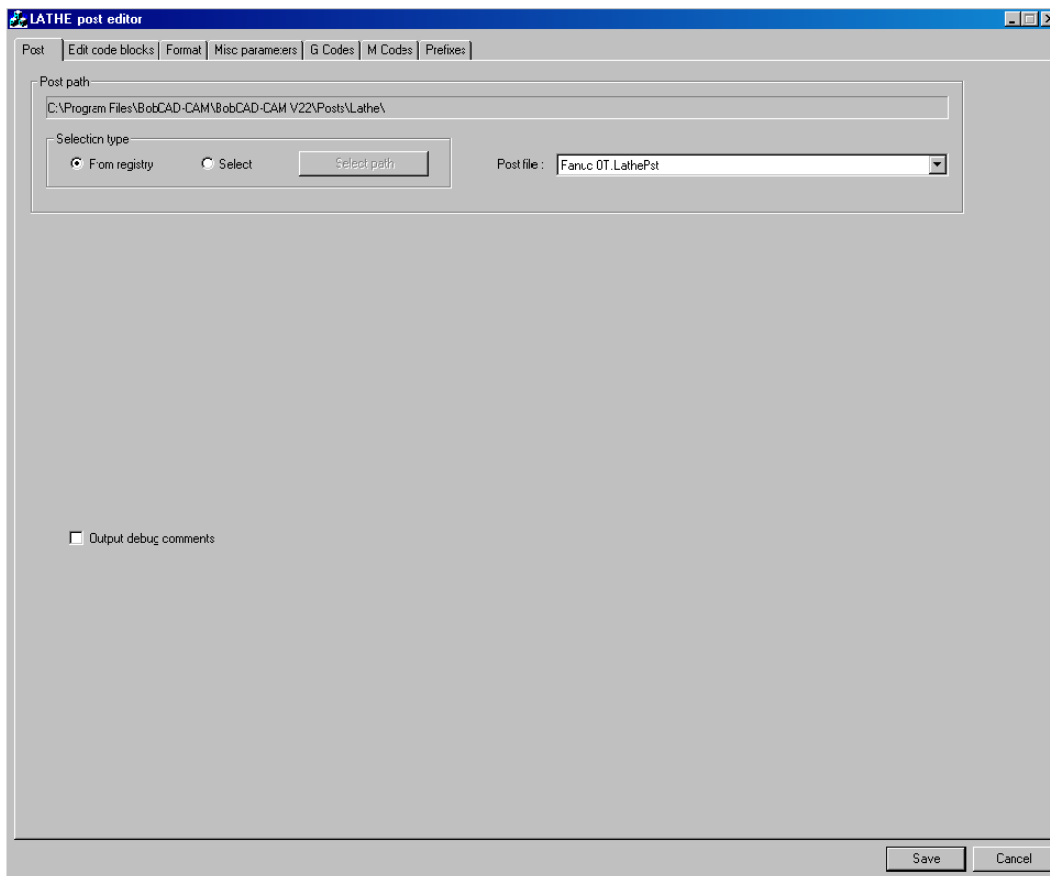 LATHE post editor
Post Edit code blocks Format Misc parameters G Codes M Codes Prefixes
Post path
C:\Program Files\BobCAD-CAM\BobCAD-CAM V22\Posts\Lathe\
Selection type
From registry Select Select path Post file : Fanuc 0T.LathePst
Output debug comments
Save Cancel